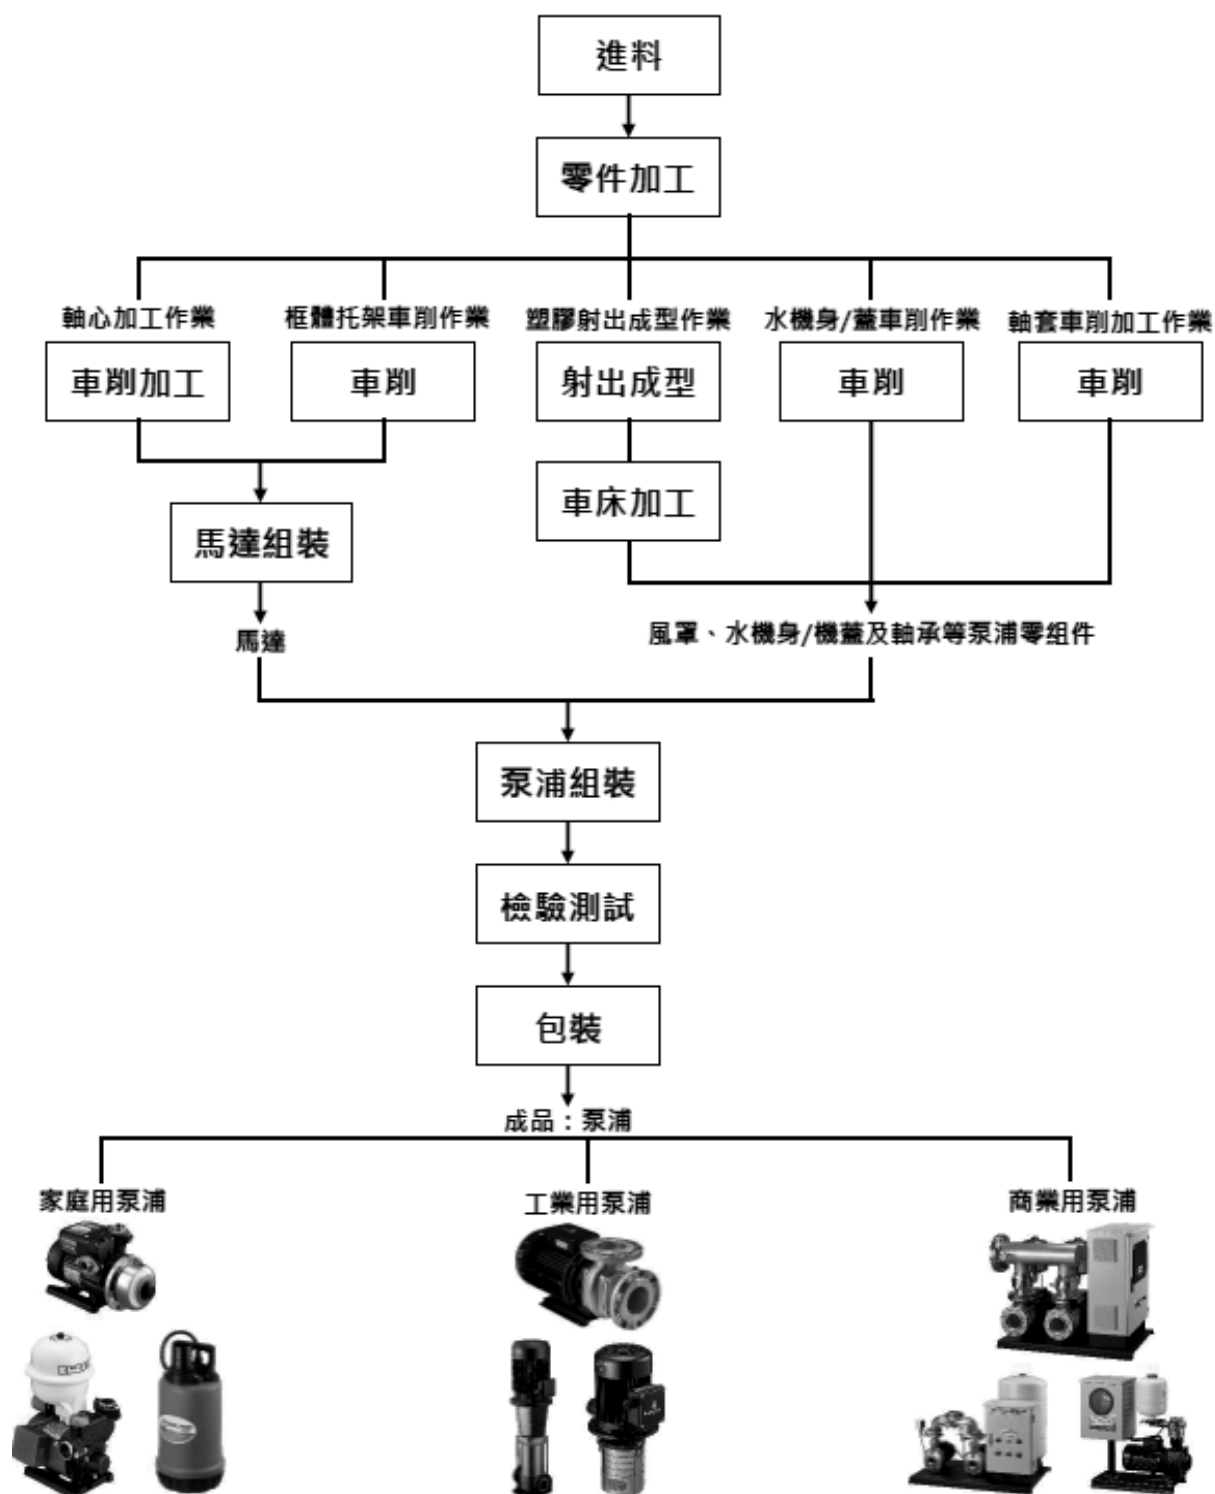 進料
零件加工
軸心加工作業
框體托架車削作業
塑膠射出成型作業
水機身/蓋車削作業
軸套車削加工作業
車削加工
車削
射出成型
車削
車削
車床加工
馬達組裝
馬達
風罩、水機身/機蓋及軸承等泵浦零組件
泵浦組裝
檢驗測試
包裝
成品：泵浦
家庭用泵浦
工業用泵浦
商業用泵浦